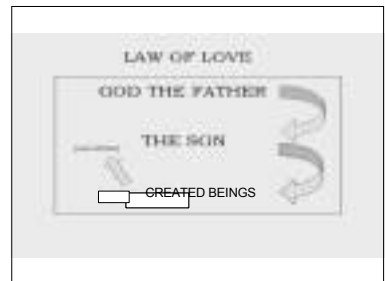 LAW OF LOVE
GOD THE FATHER
THE SON
CREATED BEINGS